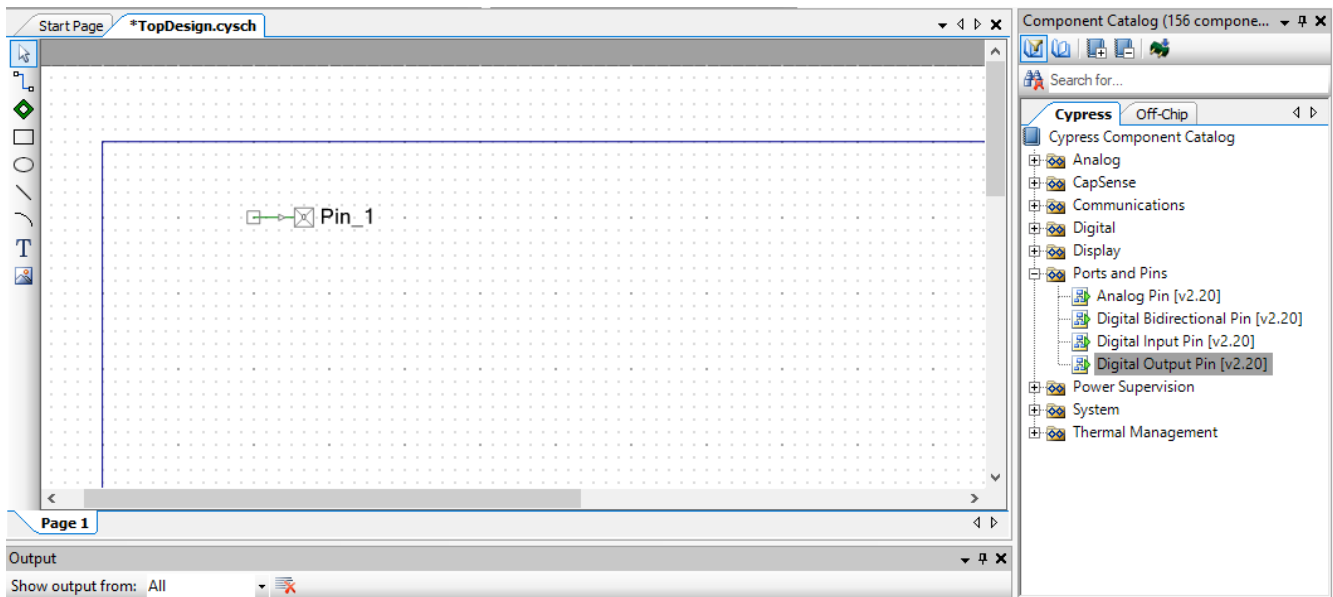 Start Page
*TopDesign.cysch
Component Catalog (156 compone...
Search for...
Cypress
Off-Chip
Cypress Component Catalog
Analog
CapSense
Communications
Digital
Display
Ports and Pins
Analog Pin [v2.20]
Digital Bidirectional Pin [v2.20]
Digital Input Pin [v2.20]
Digital Output Pin [v2.20]
Power Supervision
System
Thermal Management
T
Pin_1
Page 1
Output
Show output from: All